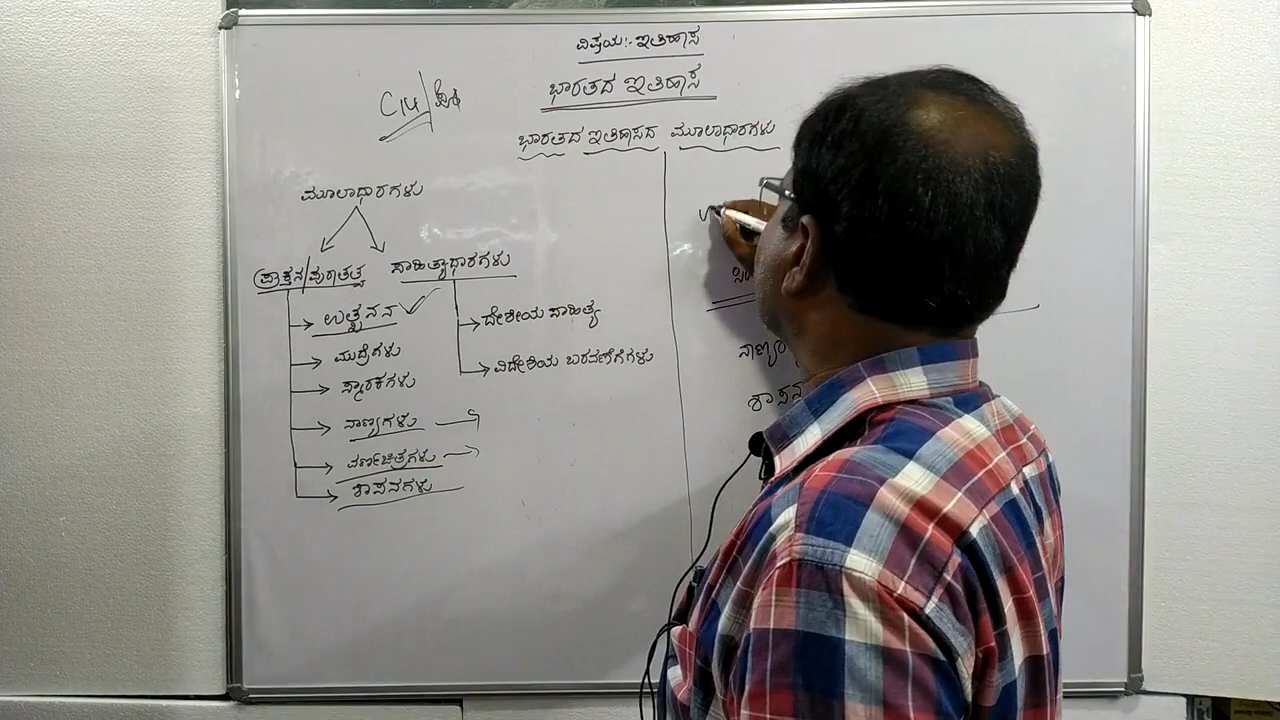 ವಿಷಯ:- ಇತಿಹಾಸ
ಭಾರತದ ಇತಿಹಾಸ
ಭಾರತದ ಇತಿಹಾಸದ ಮೂಲಾಧಾರಗಳು
C14
ಮೂಲಾಧಾರಗಳು
ಪ್ರಾಕ್ತನ/ಪುರಾತತ್ವ
ಉತ್ಖನನ
ಮುದ್ರೆಗಳು
ಸ್ಮಾರಕಗಳು
ನಾಣ್ಯಗಳು
ವರ್ಣಚಿತ್ರಗಳು
ಶಾಸನಗಳು
ಸಾಹಿತ್ಯಾಧಾರಗಳು
ದೇಶೀಯ ಸಾಹಿತ್ಯ
ವಿದೇಶಿಯ ಬರವಣಿಗೆಗಳು